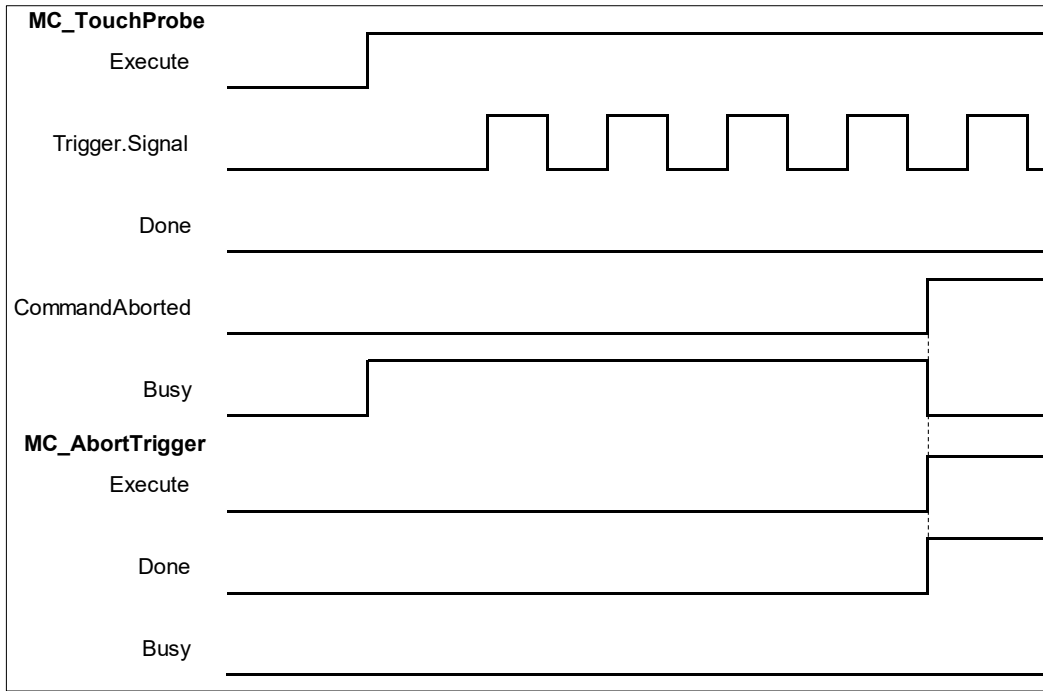 MC_TouchProbe
Execute
Trigger.Signal
Done
CommandAborted
Busy
MC_AbortTrigger
Execute
Done
Busy